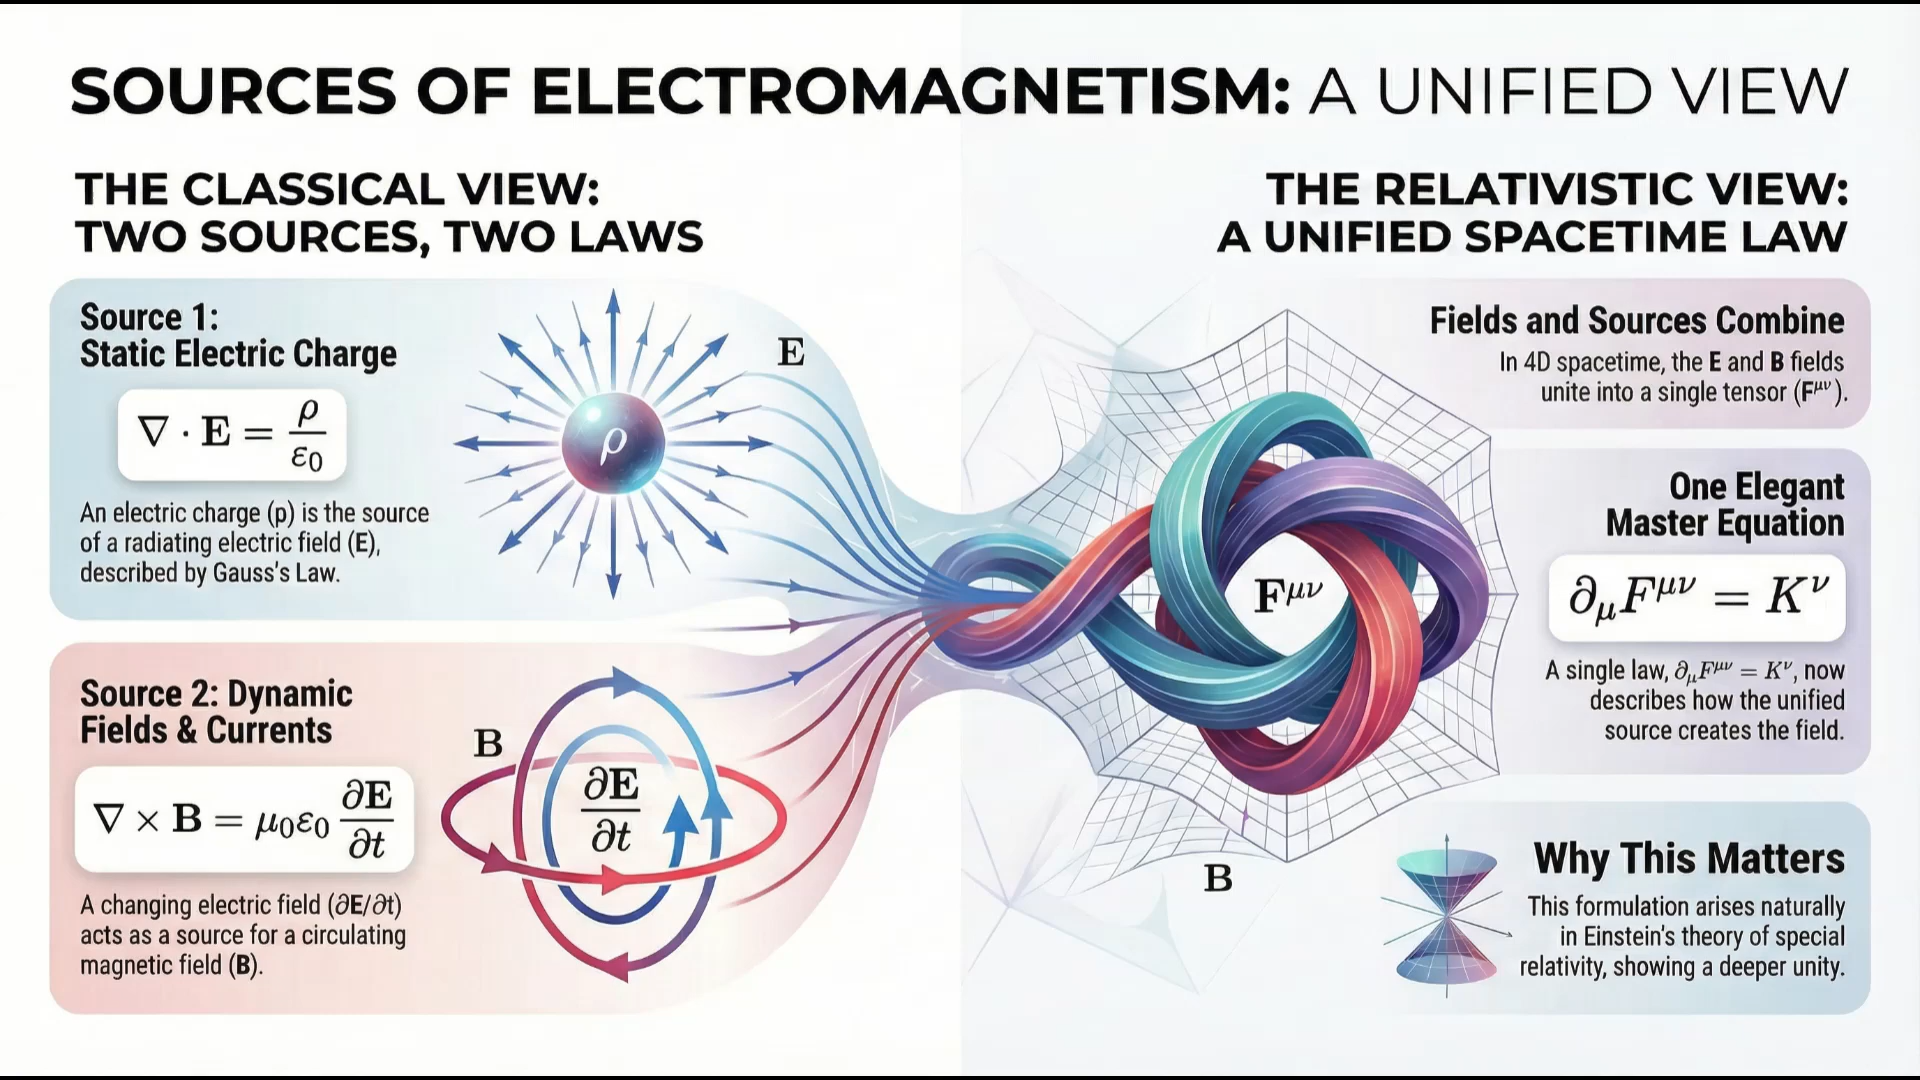 SOURCES OF ELECTROMAGNETISM: A UNIFIED VIEW
THE CLASSICAL VIEW:
TWO SOURCES, TWO LAWS
Source 1:
Static Electric Charge
∇ · E = ρ/ε₀
An electric charge (p) is the source
of a radiating electric field (E),
described by Gauss's Law.
ρ
E
Source 2: Dynamic
Fields & Currents
∇ × B = μ₀ε₀ ∂E/∂t
A changing electric field (∂E/∂t)
acts as a source for a circulating
magnetic field (B).
B
∂E/∂t
THE RELATIVISTIC VIEW:
A UNIFIED SPACETIME LAW
Fields and Sources Combine
In 4D spacetime, the E and B fields
unite into a single tensor (F^μν).
F^μν
B
One Elegant
Master Equation
∂_μ F^μν = K^ν
A single law, ∂_μ F^μν = K^ν, now
describes how the unified
source creates the field.
Why This Matters
This formulation arises naturally
in Einstein's theory of special
relativity, showing a deeper unity.